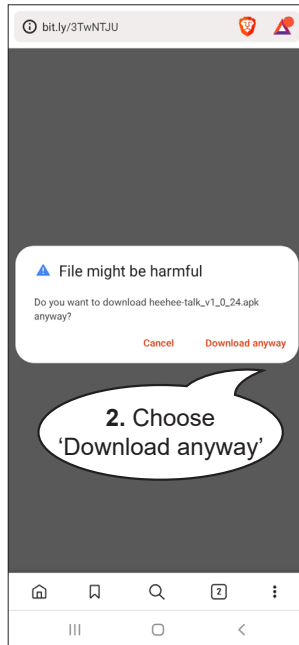 bit.ly/3TwNTJU
File might be harmful
Do you want to download heehee-talk_v1_0_24.apk
anyway?
Cancel Download anyway
2. Choose
‘Download anyway’
2